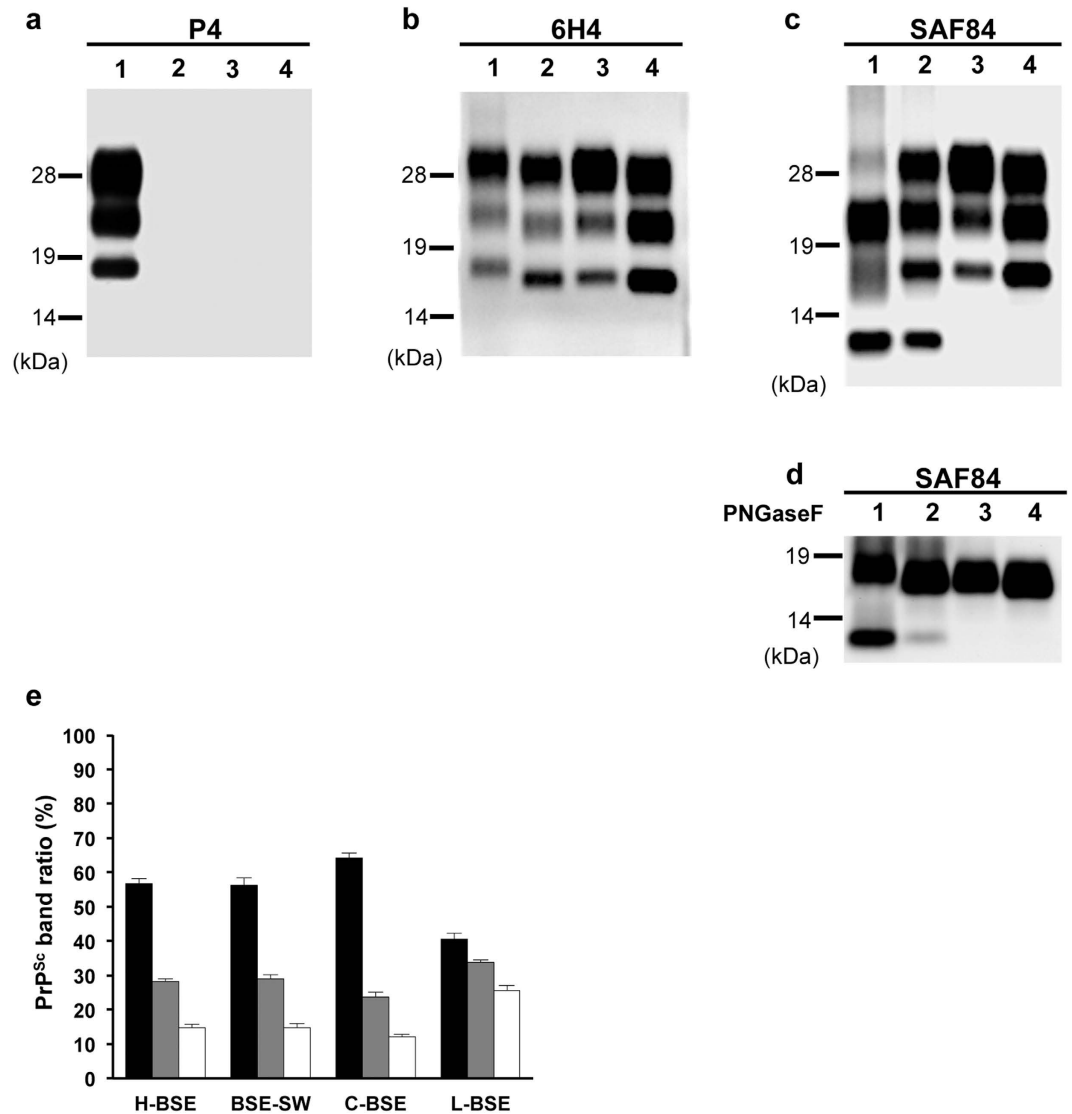 a
P4
1 2 3 4
28
19
14
(kDa)
b
6H4
1 2 3 4
28
19
14
(kDa)
c
SAF84
1 2 3 4
28
19
14
(kDa)
d
SAF84
PNGaseF 1 2 3 4
19
14
(kDa)
e
PrPSc band ratio (%)
100
90
80
70
60
50
40
30
20
10
0
H-BSE BSE-SW C-BSE L-BSE